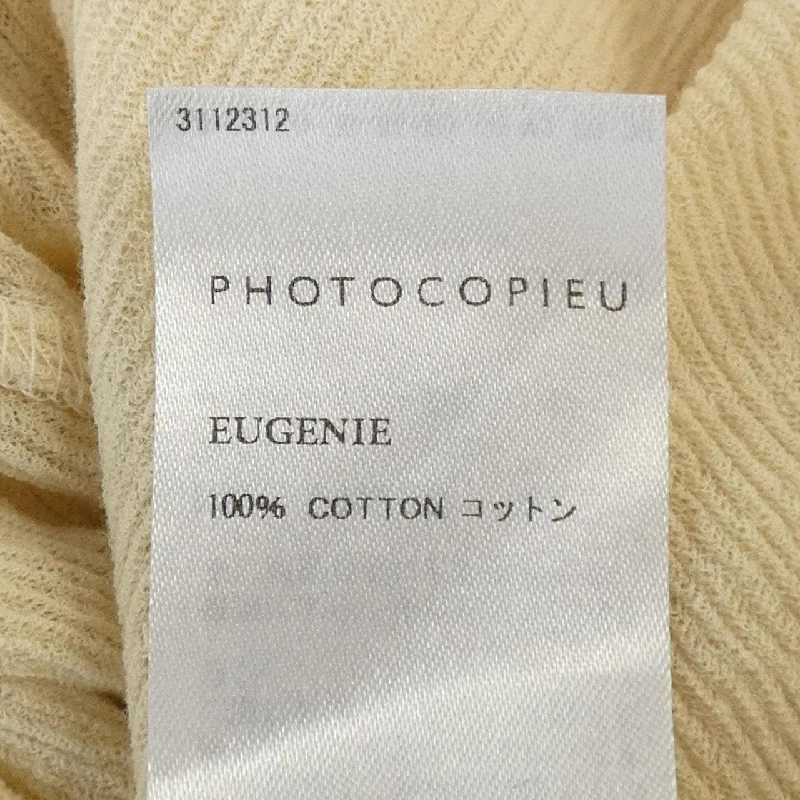 3112312
PHOTOCOPIEU
EUGENIE
100% COTTON コットン